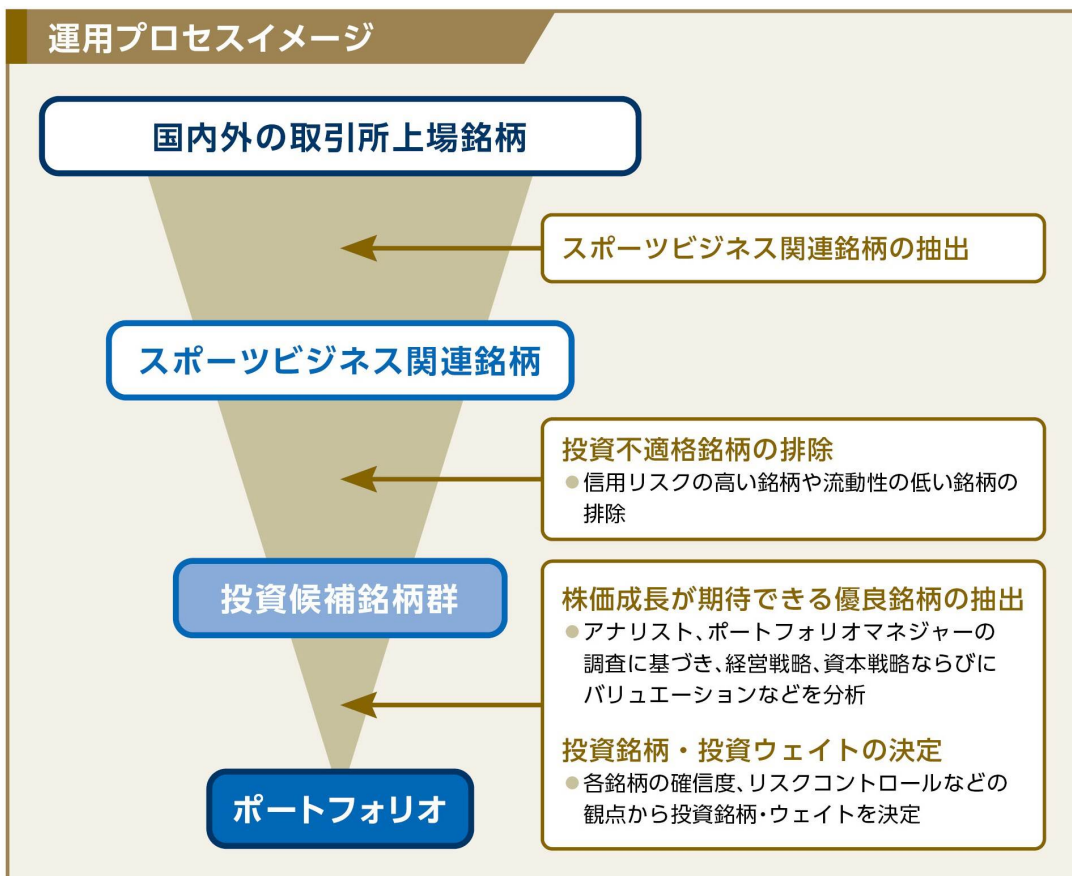 運用プロセスイメージ
国内外の取引所上場銘柄
スポーツビジネス関連銘柄の抽出
スポーツビジネス関連銘柄
投資不適格銘柄の排除
●信用リスクの高い銘柄や流動性の低い銘柄の
排除
投資候補銘柄群
株価成長が期待できる優良銘柄の抽出
●アナリスト、ポートフォリオマネジャーの
調査に基づき、経営戦略、資本戦略ならびに
バリュエーションなどを分析
投資銘柄・投資ウェイトの決定
●各銘柄の確信度、リスクコントロールなどの
観点から投資銘柄・ウェイトを決定
ポートフォリオ